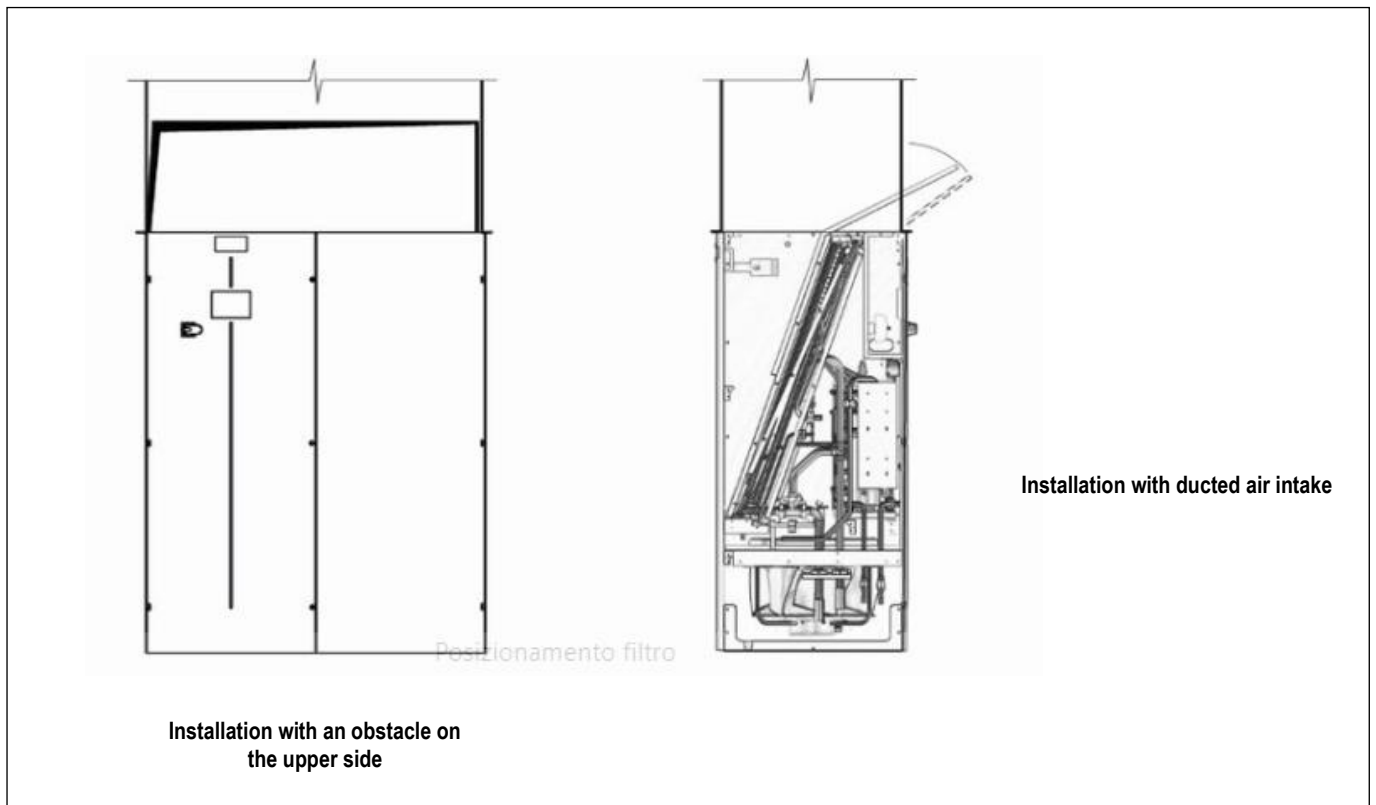 Installation with ducted air intake
Posizionamento filtro
Installation with an obstacle on
the upper side